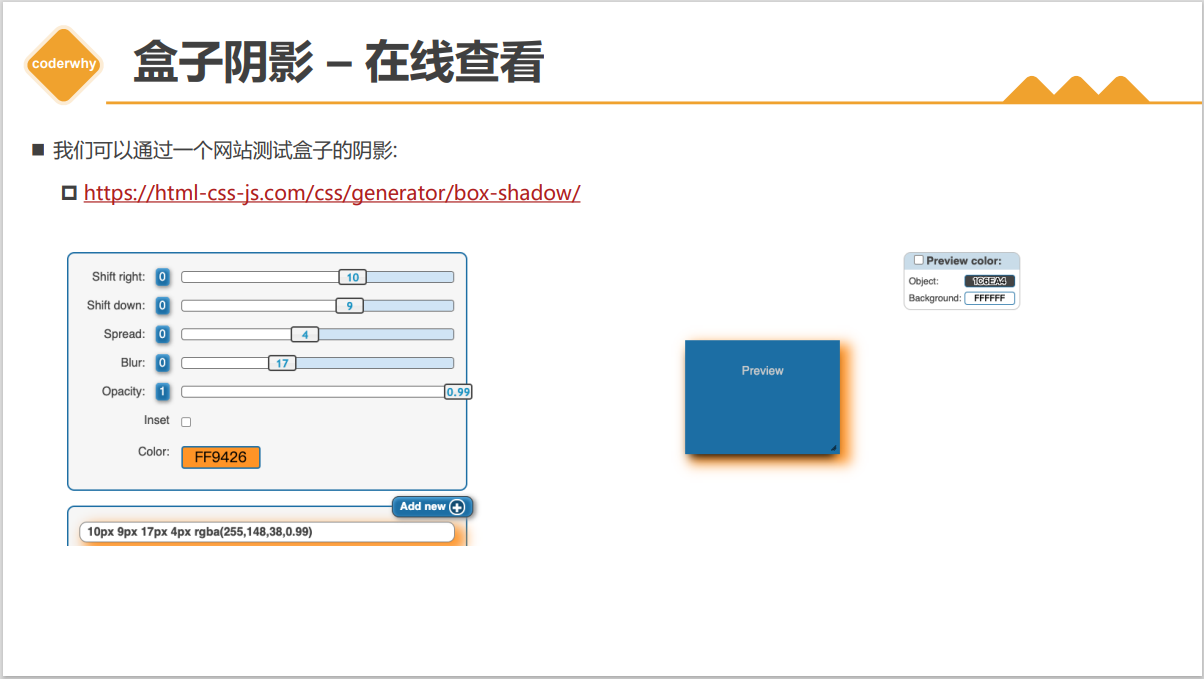 coderwhy
盒子阴影 – 在线查看
我们可以通过一个网站测试盒子的阴影:
https://html-css-js.com/css/generator/box-shadow/
Shift right: 0 10
Shift down: 0 9
Spread: 0 4
Blur: 0 17
Opacity: 1 0.99
Inset
Color: FF9426
Add new
10px 9px 17px 4px rgba(255,148,38,0.99)
Preview color:
Object: 1C6EA4
Background: FFFFFF
Preview